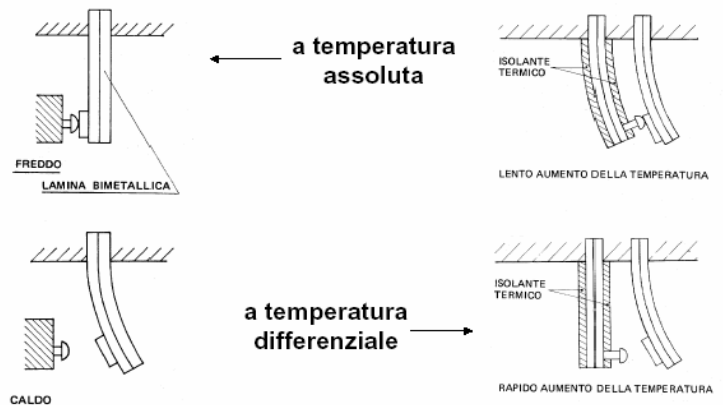 a temperatura
assoluta
ISOLANTE
TERMICO
FREDDO
LAMINA BIMETALLICA
LENTO AUMENTO DELLA TEMPERATURA
a temperatura
differenziale
ISOLANTE
TERMICO
CALDO
RAPIDO AUMENTO DELLA TEMPERATURA